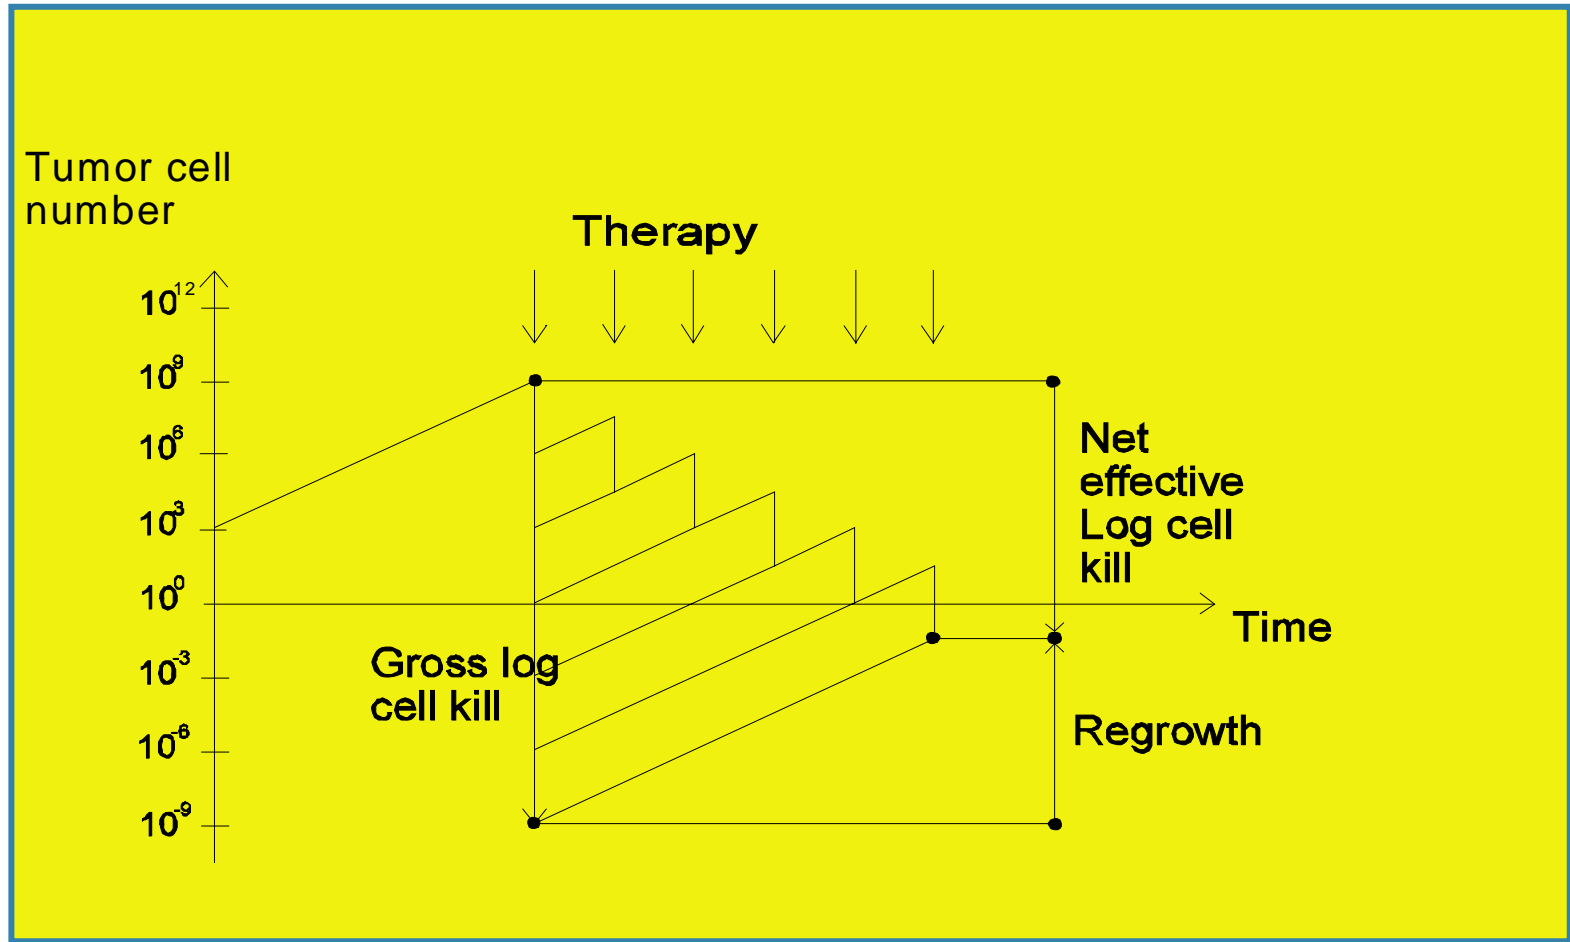 Tumor cell
number
Therapy
10^12
10^9
10^6
10^3
10^0
10^-3
10^-6
10^-9
Net
effective
Log cell
kill
Time
Gross log
cell kill
Regrowth